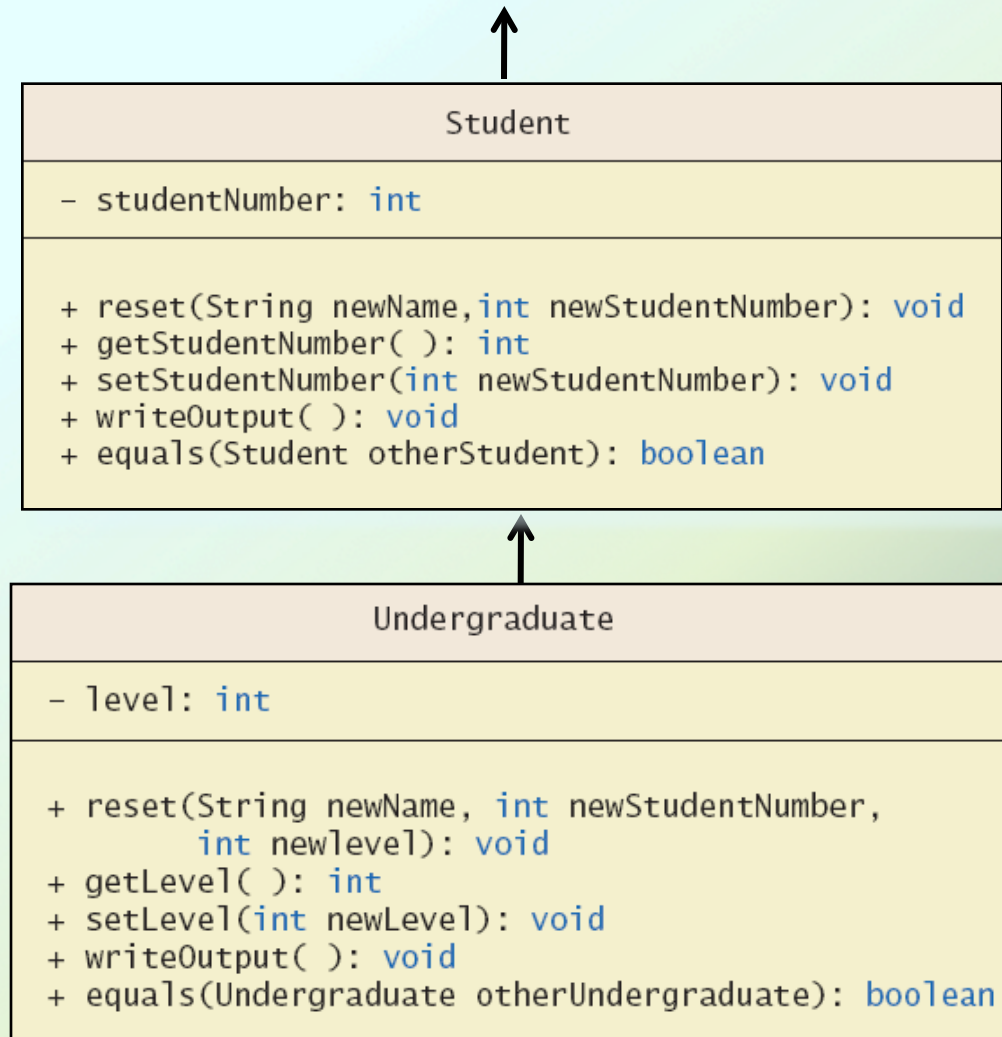 Student
- studentNumber: int
+ reset(String newName,int newStudentNumber): void
+ getStudentNumber( ): int
+ setStudentNumber(int newStudentNumber): void
+ writeOutput( ): void
+ equals(Student otherStudent): boolean
Undergraduate
- level: int
+ reset(String newName, int newStudentNumber,
int newlevel): void
+ getLevel( ): int
+ setLevel(int newLevel): void
+ writeOutput( ): void
+ equals(Undergraduate otherUndergraduate): boolean